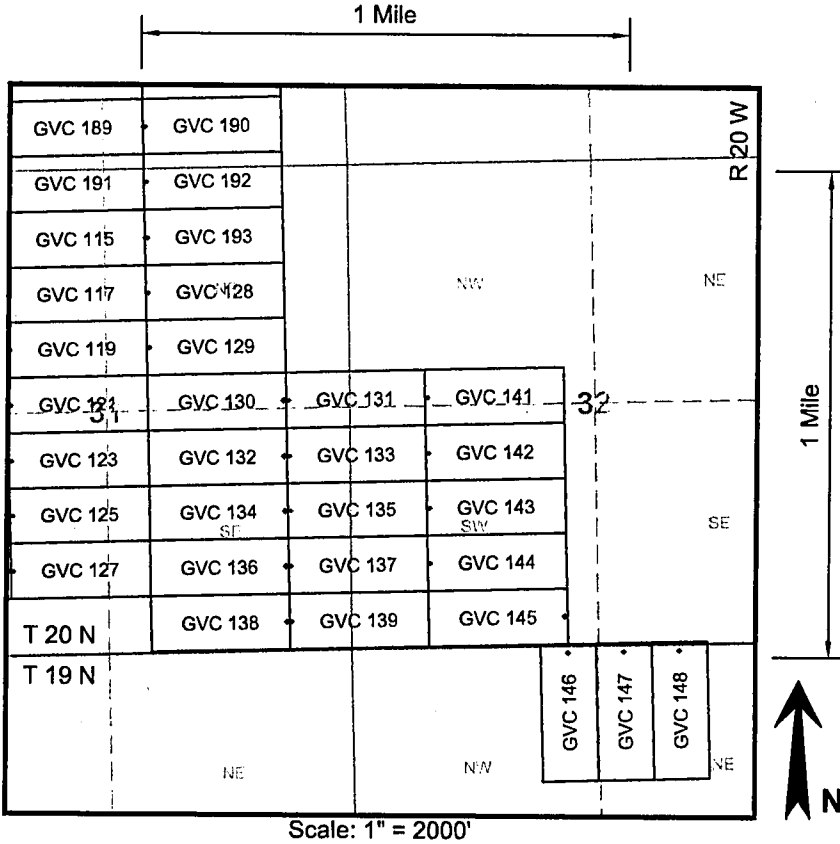 1 Mile
R 20 W
GVC 189 GVC 190
GVC 191 GVC 192
GVC 115 GVC 193
NW NE
GVC 117 GVC 128
GVC 119 GVC 129
GVC 121 GVC 130 GVC 131 GVC 141 32
31
1 Mile
GVC 123 GVC 132 GVC 133 GVC 142
GVC 125 GVC 134 GVC 135 GVC 143
SE SW SE
GVC 127 GVC 136 GVC 137 GVC 144
GVC 138 GVC 139 GVC 145
T 20 N
T 19 N
GVC 146 GVC 147 GVC 148
NE NW NE
N
Scale: 1" = 2000'